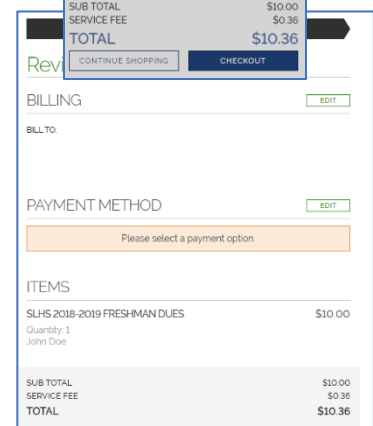 SUB TOTAL $10.00
SERVICE FEE $0.36
TOTAL $10.36
CONTINUE SHOPPING CHECKOUT
Revi
BILLING EDIT
BILL TO:
PAYMENT METHOD EDIT
Please select a payment option.
ITEMS
SLHS 2018-2019 FRESHMAN DUES $10.00
Quantity: 1
John Doe
SUB TOTAL $10.00
SERVICE FEE $0.36
TOTAL $10.36